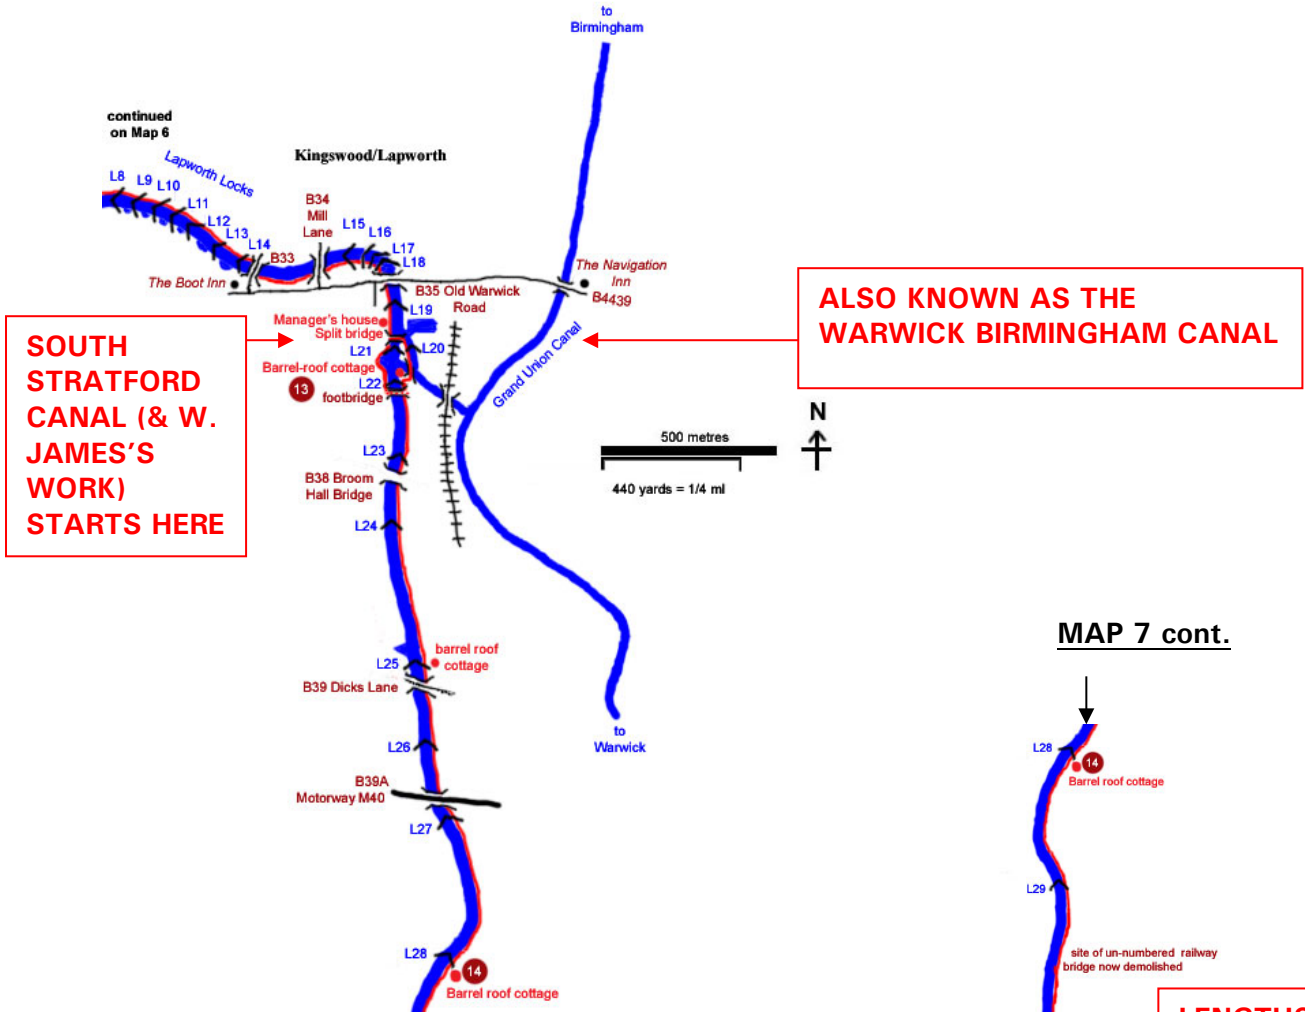 to
Birmingham
continued
on Map 6
Lapworth Locks
Kingswood/Lapworth
L8
L9
L10
L11
L12
L13
L14
B33
B34
Mill
Lane
L15
L16
L17
L18
The Boot Inn
The Navigation
Inn
B4439
B35 Old Warwick
Road
Manager's house
Split bridge
L19
L20
L21
Barrel-roof cottage
L22
13
footbridge
Grand Union Canal
SOUTH
STRATFORD
CANAL (& W.
JAMES'S
WORK)
STARTS HERE
ALSO KNOWN AS THE
WARWICK BIRMINGHAM CANAL
N
500 metres
440 yards = 1/4 ml
L23
B38 Broom
Hall Bridge
L24
barrel roof
cottage
L25
B39 Dicks Lane
to
Warwick
L26
B39A
Motorway M40
L27
L28
14
Barrel roof cottage
MAP 7 cont.
L28
14
Barrel roof cottage
L29
site of un-numbered railway
bridge now demolished